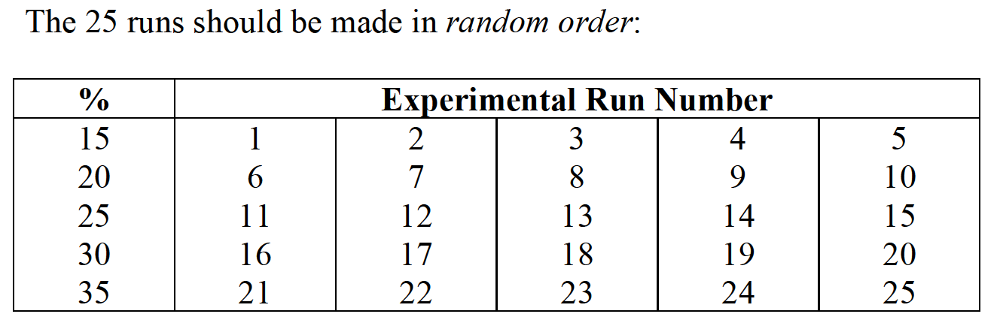 The 25 runs should be made in random order:
% Experimental Run Number
15 1 2 3 4 5
20 6 7 8 9 10
25 11 12 13 14 15
30 16 17 18 19 20
35 21 22 23 24 25